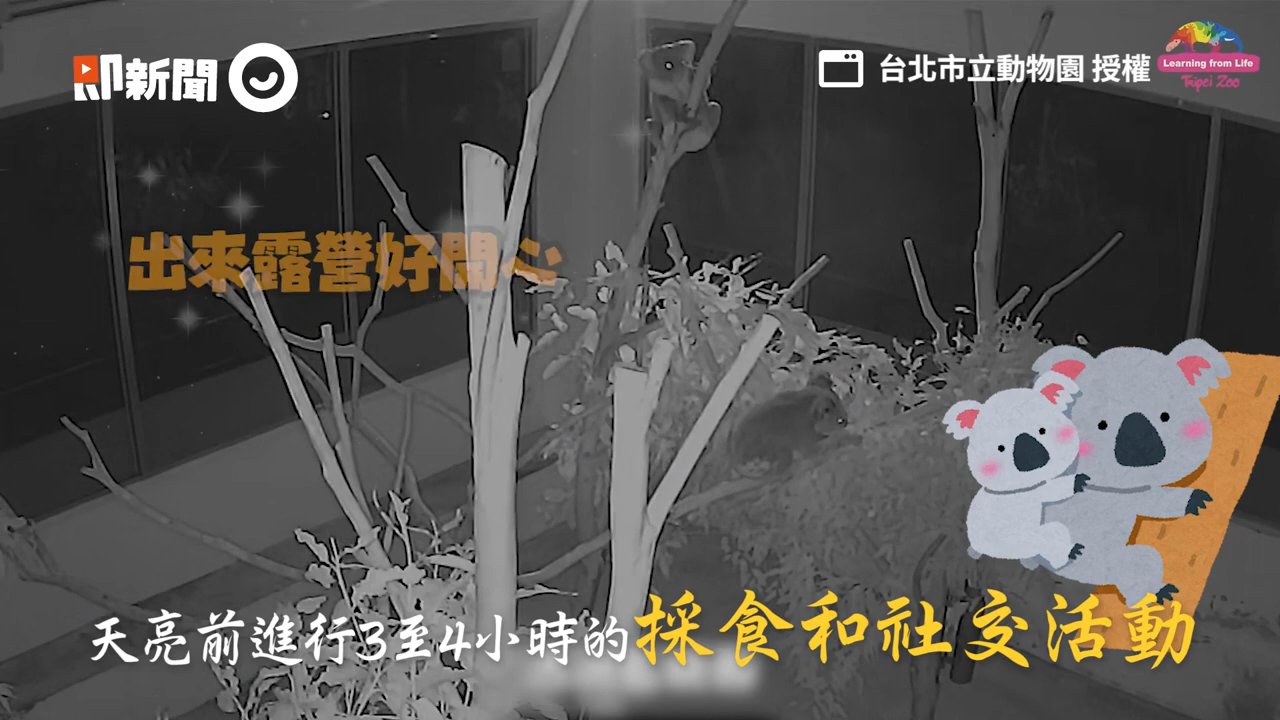 即新聞
台北市立動物園 授權
Learning from Life
Taipei Zoo
出來露營好開心
天亮前進行3至4小時的採食和社交活動